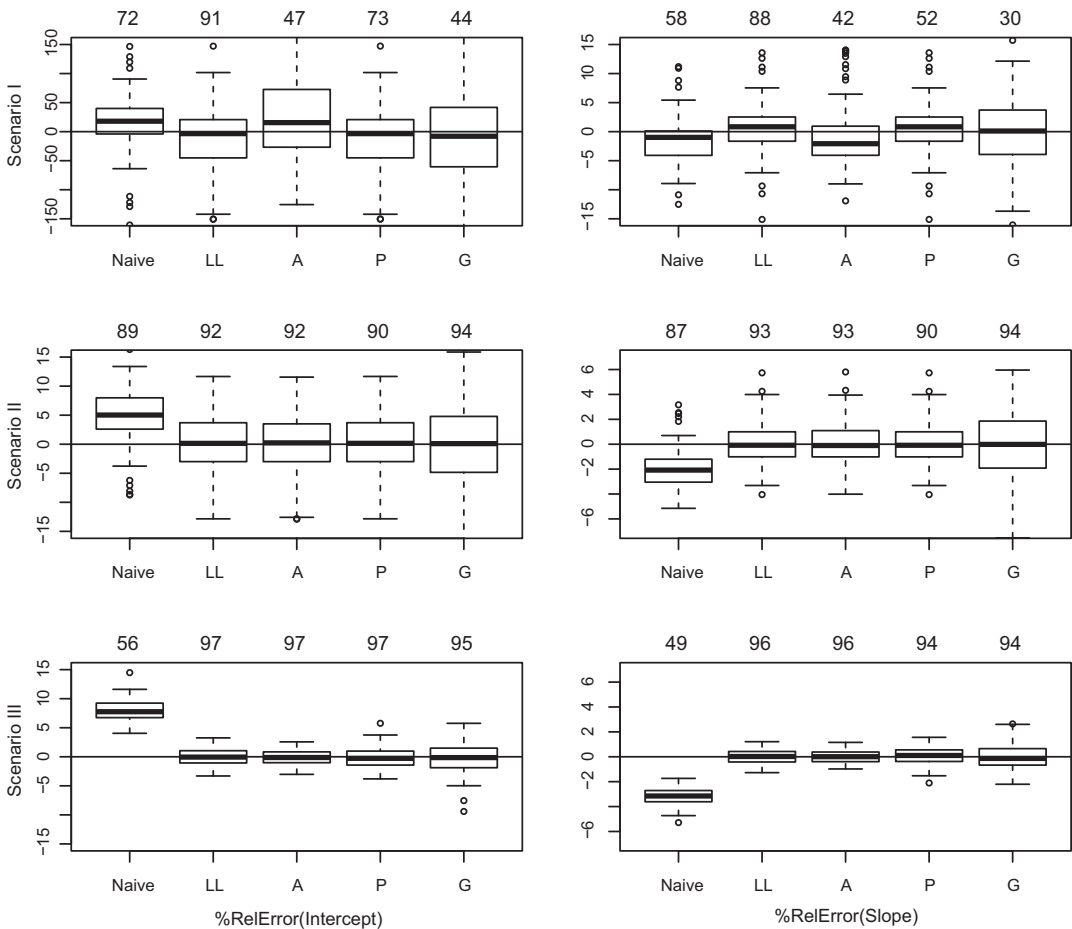 72 91 47 73 44
Scenario I
150
50
0
−50
−150
Naive LL A P G
58 88 42 52 30
15
5
0
−5
−15
Naive LL A P G
89 92 92 90 94
Scenario II
15
10
5
0
−5
−15
Naive LL A P G
87 93 93 90 94
6
4
2
0
−2
−6
Naive LL A P G
56 97 97 97 95
Scenario III
15
10
5
0
−5
−15
Naive LL A P G
%RelError(Intercept)
49 96 96 94 94
6
4
2
0
−2
−6
Naive LL A P G
%RelError(Slope)